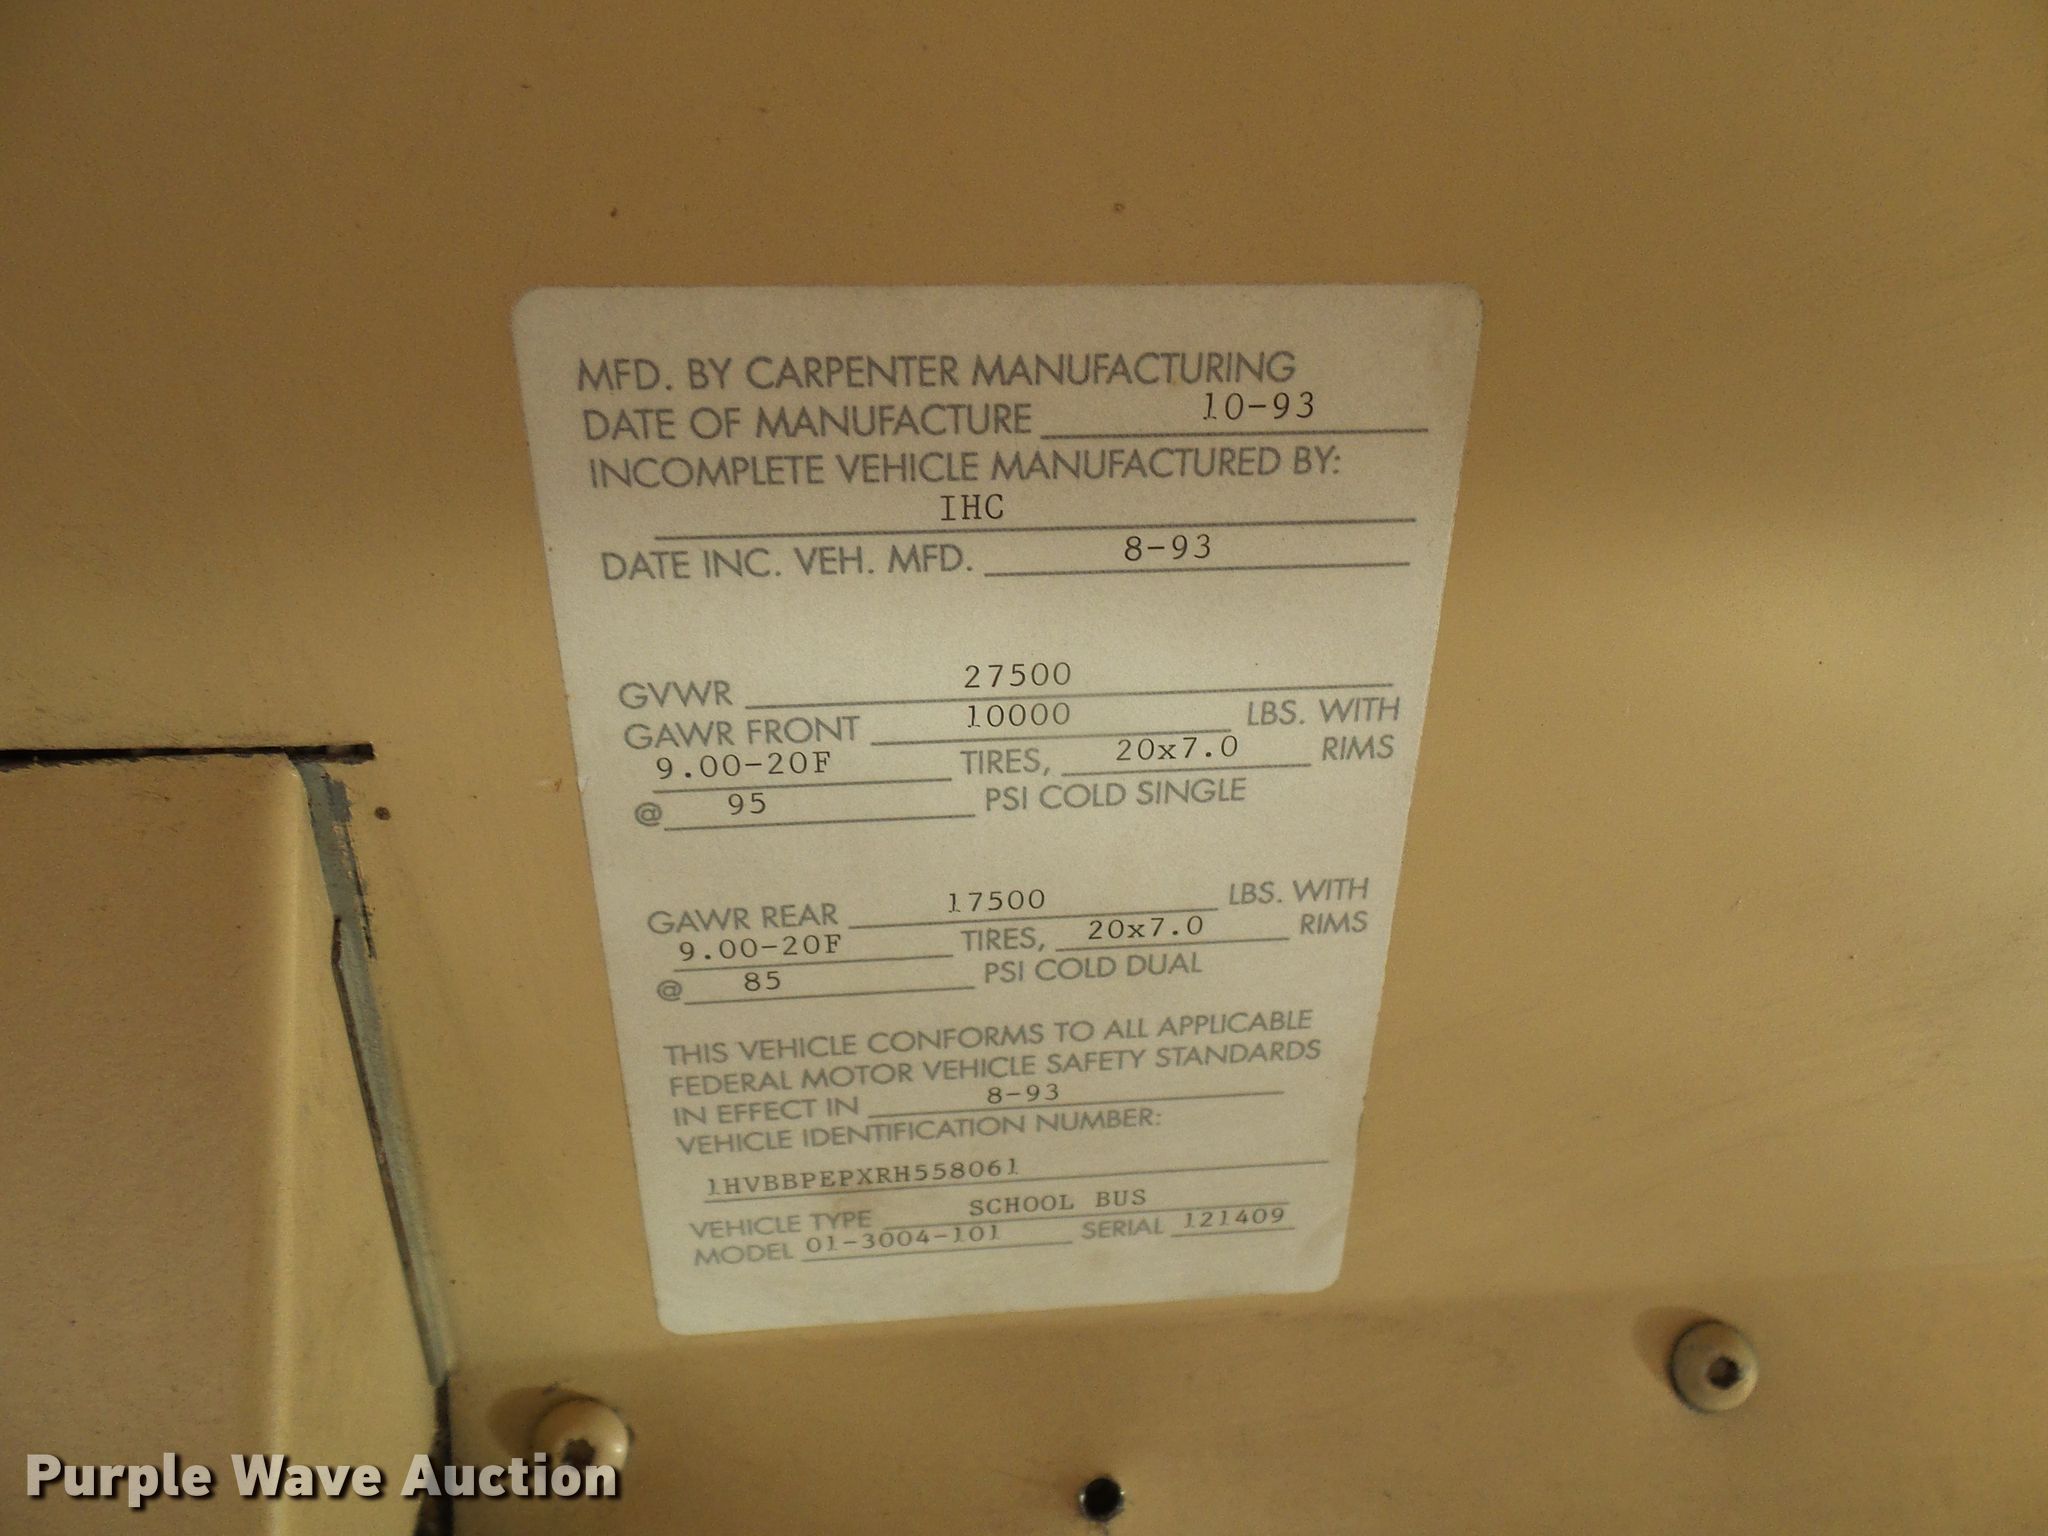 MFD. BY CARPENTER MANUFACTURING
DATE OF MANUFACTURE 10-93
INCOMPLETE VEHICLE MANUFACTURED BY:
IHC
DATE INC. VEH. MFD. 8-93
GVWR 27500
GAWR FRONT 10000 LBS. WITH
9.00-20F TIRES, 20x7.0 RIMS
@ 95 PSI COLD SINGLE
GAWR REAR 17500 LBS. WITH
9.00-20F TIRES, 20x7.0 RIMS
@ 85 PSI COLD DUAL
THIS VEHICLE CONFORMS TO ALL APPLICABLE
FEDERAL MOTOR VEHICLE SAFETY STANDARDS
IN EFFECT IN 8-93
VEHICLE IDENTIFICATION NUMBER:
1HVBBPEPXRH558061
VEHICLE TYPE SCHOOL BUS
MODEL 01-3004-101 SERIAL 121409
Purple Wave Auction